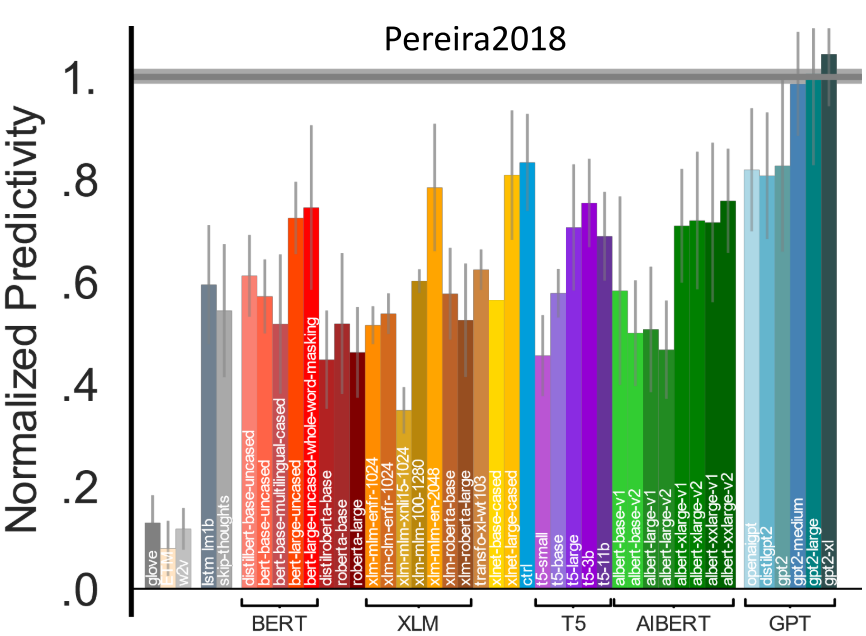 Pereira2018
Normalized Predictivity
1.
.8
.6
.4
.2
.0
glove
ETM
w2v
lstm lm1b
skip-thoughts
distilbert-base-uncased
bert-base-uncased
bert-base-multilingual-cased
bert-large-uncased
bert-large-uncased-whole-word-masking
distilroberta-base
roberta-base
roberta-large
xlm-mlm-enfr-1024
xlm-clm-enfr-1024
xlm-mlm-xnli15-1024
xlm-mlm-100-1280
xlm-mlm-en-2048
xlm-roberta-base
xlm-roberta-large
transfo-xl-wt103
xlnet-base-cased
xlnet-large-cased
ctrl
t5-small
t5-base
t5-large
t5-3b
t5-11b
albert-base-v1
albert-base-v2
albert-large-v1
albert-large-v2
albert-xlarge-v1
albert-xlarge-v2
albert-xxlarge-v1
albert-xxlarge-v2
openaigpt
distilgpt2
gpt2
gpt2-medium
gpt2-large
gpt2-xl
BERT
XLM
T5
AlBERT
GPT